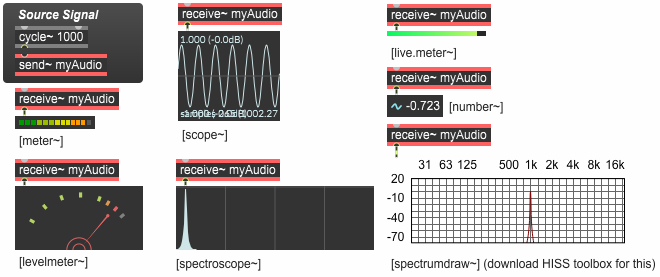 Source Signal
cycle~ 1000
send~ myAudio
receive~ myAudio
[meter~]
receive~ myAudio
[levelmeter~]
receive~ myAudio
1.000 (-0.0dB)
[scope~]
receive~ myAudio
[spectroscope~]
receive~ myAudio
[live.meter~]
receive~ myAudio
-0.723 [number~]
receive~ myAudio
31 63 125 500 1k 2k 4k 8k 16k
20
-10
-40
-70
[spectrumdraw~] (download HISS toolbox for this)